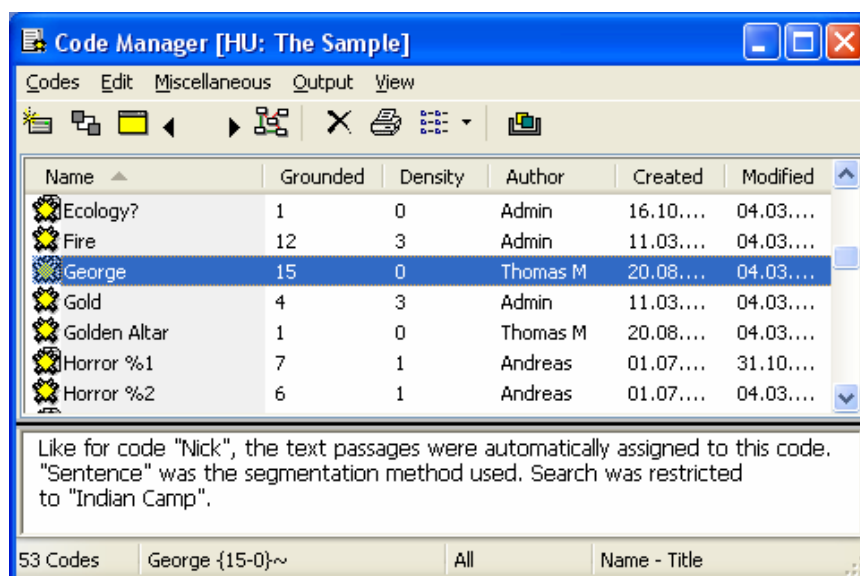 Code Manager [HU: The Sample]
Codes Edit Miscellaneous Output View
Name Grounded Density Author Created Modified
Ecology? 1 0 Admin 16.10.... 04.03....
Fire 12 3 Admin 11.03.... 04.03....
George 15 0 Thomas M 20.08.... 04.03....
Gold 4 3 Admin 11.03.... 04.03....
Golden Altar 1 0 Thomas M 20.08.... 04.03....
Horror %1 7 1 Andreas 01.07.... 31.10....
Horror %2 6 1 Andreas 01.07.... 04.03....
Like for code "Nick", the text passages were automatically assigned to this code.
"Sentence" was the segmentation method used. Search was restricted
to "Indian Camp".
53 Codes George {15-0}~ All Name - Title